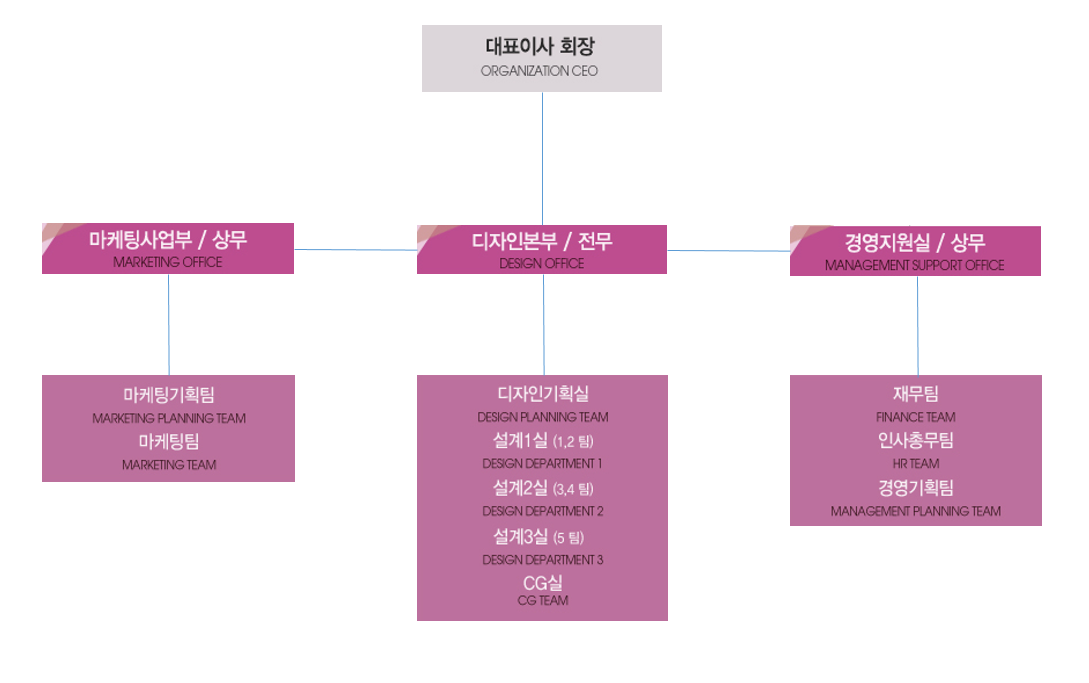 대표이사 회장
ORGANIZATION CEO
마케팅사업부 / 상무
MARKETING OFFICE
디자인본부 / 전무
DESIGN OFFICE
경영지원실 / 상무
MANAGEMENT SUPPORT OFFICE
마케팅기획팀
MARKETING PLANNING TEAM
마케팅팀
MARKETING TEAM
디자인기획실
DESIGN PLANNING TEAM
설계1실 (1,2 팀)
DESIGN DEPARTMENT 1
설계2실 (3,4 팀)
DESIGN DEPARTMENT 2
설계3실 (5 팀)
DESIGN DEPARTMENT 3
CG실
CG TEAM
재무팀
FINANCE TEAM
인사총무팀
HR TEAM
경영기획팀
MANAGEMENT PLANNING TEAM